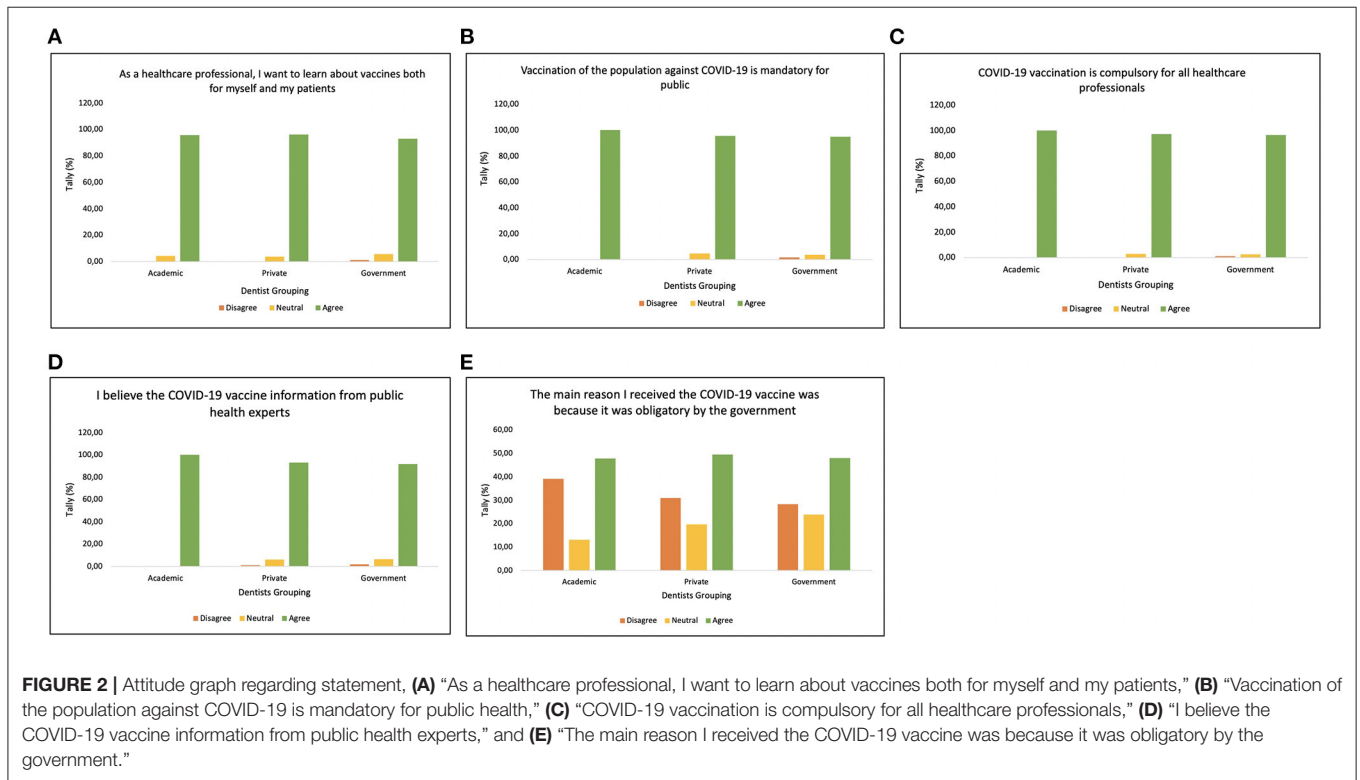 A
As a healthcare professional, I want to learn about vaccines both
for myself and my patients
120,00
100,00
80,00
60,00
40,00
20,00
0,00
Tally (%)
Academic
Private
Government
Dentists Grouping
Disagree Neutral Agree
B
Vaccination of the population against COVID-19 is mandatory for
public
120,00
100,00
80,00
60,00
40,00
20,00
0,00
Tally (%)
Academic
Private
Government
Dentists Grouping
Disagree Neutral Agree
C
COVID-19 vaccination is compulsory for all healthcare
professionals
120,00
100,00
80,00
60,00
40,00
20,00
0,00
Tally (%)
Academic
Private
Government
Dentists Grouping
Disagree Neutral Agree
D
I believe the COVID-19 vaccine information from public
health experts
120,00
100,00
80,00
60,00
40,00
20,00
0,00
Tally (%)
Academic
Private
Government
Dentists Grouping
Disagree Neutral Agree
E
The main reason I received the COVID-19 vaccine was
because it was obligatory by the government
60,00
50,00
40,00
30,00
20,00
10,00
0,00
Tally (%)
Academic
Private
Government
Dentists Grouping
Disagree Neutral Agree
FIGURE 2 | Attitude graph regarding statement, (A) “As a healthcare professional, I want to learn about vaccines both for myself and my patients,” (B) “Vaccination of
the population against COVID-19 is mandatory for public health,” (C) “COVID-19 vaccination is compulsory for all healthcare professionals,” (D) “I believe the
COVID-19 vaccine information from public health experts,” and (E) “The main reason I received the COVID-19 vaccine was because it was obligatory by the
government.”